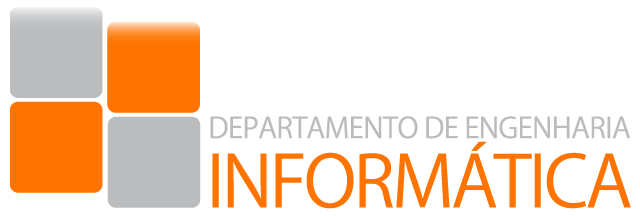 DEPARTAMENTO DE ENGENHARIA
INFORMÁTICA